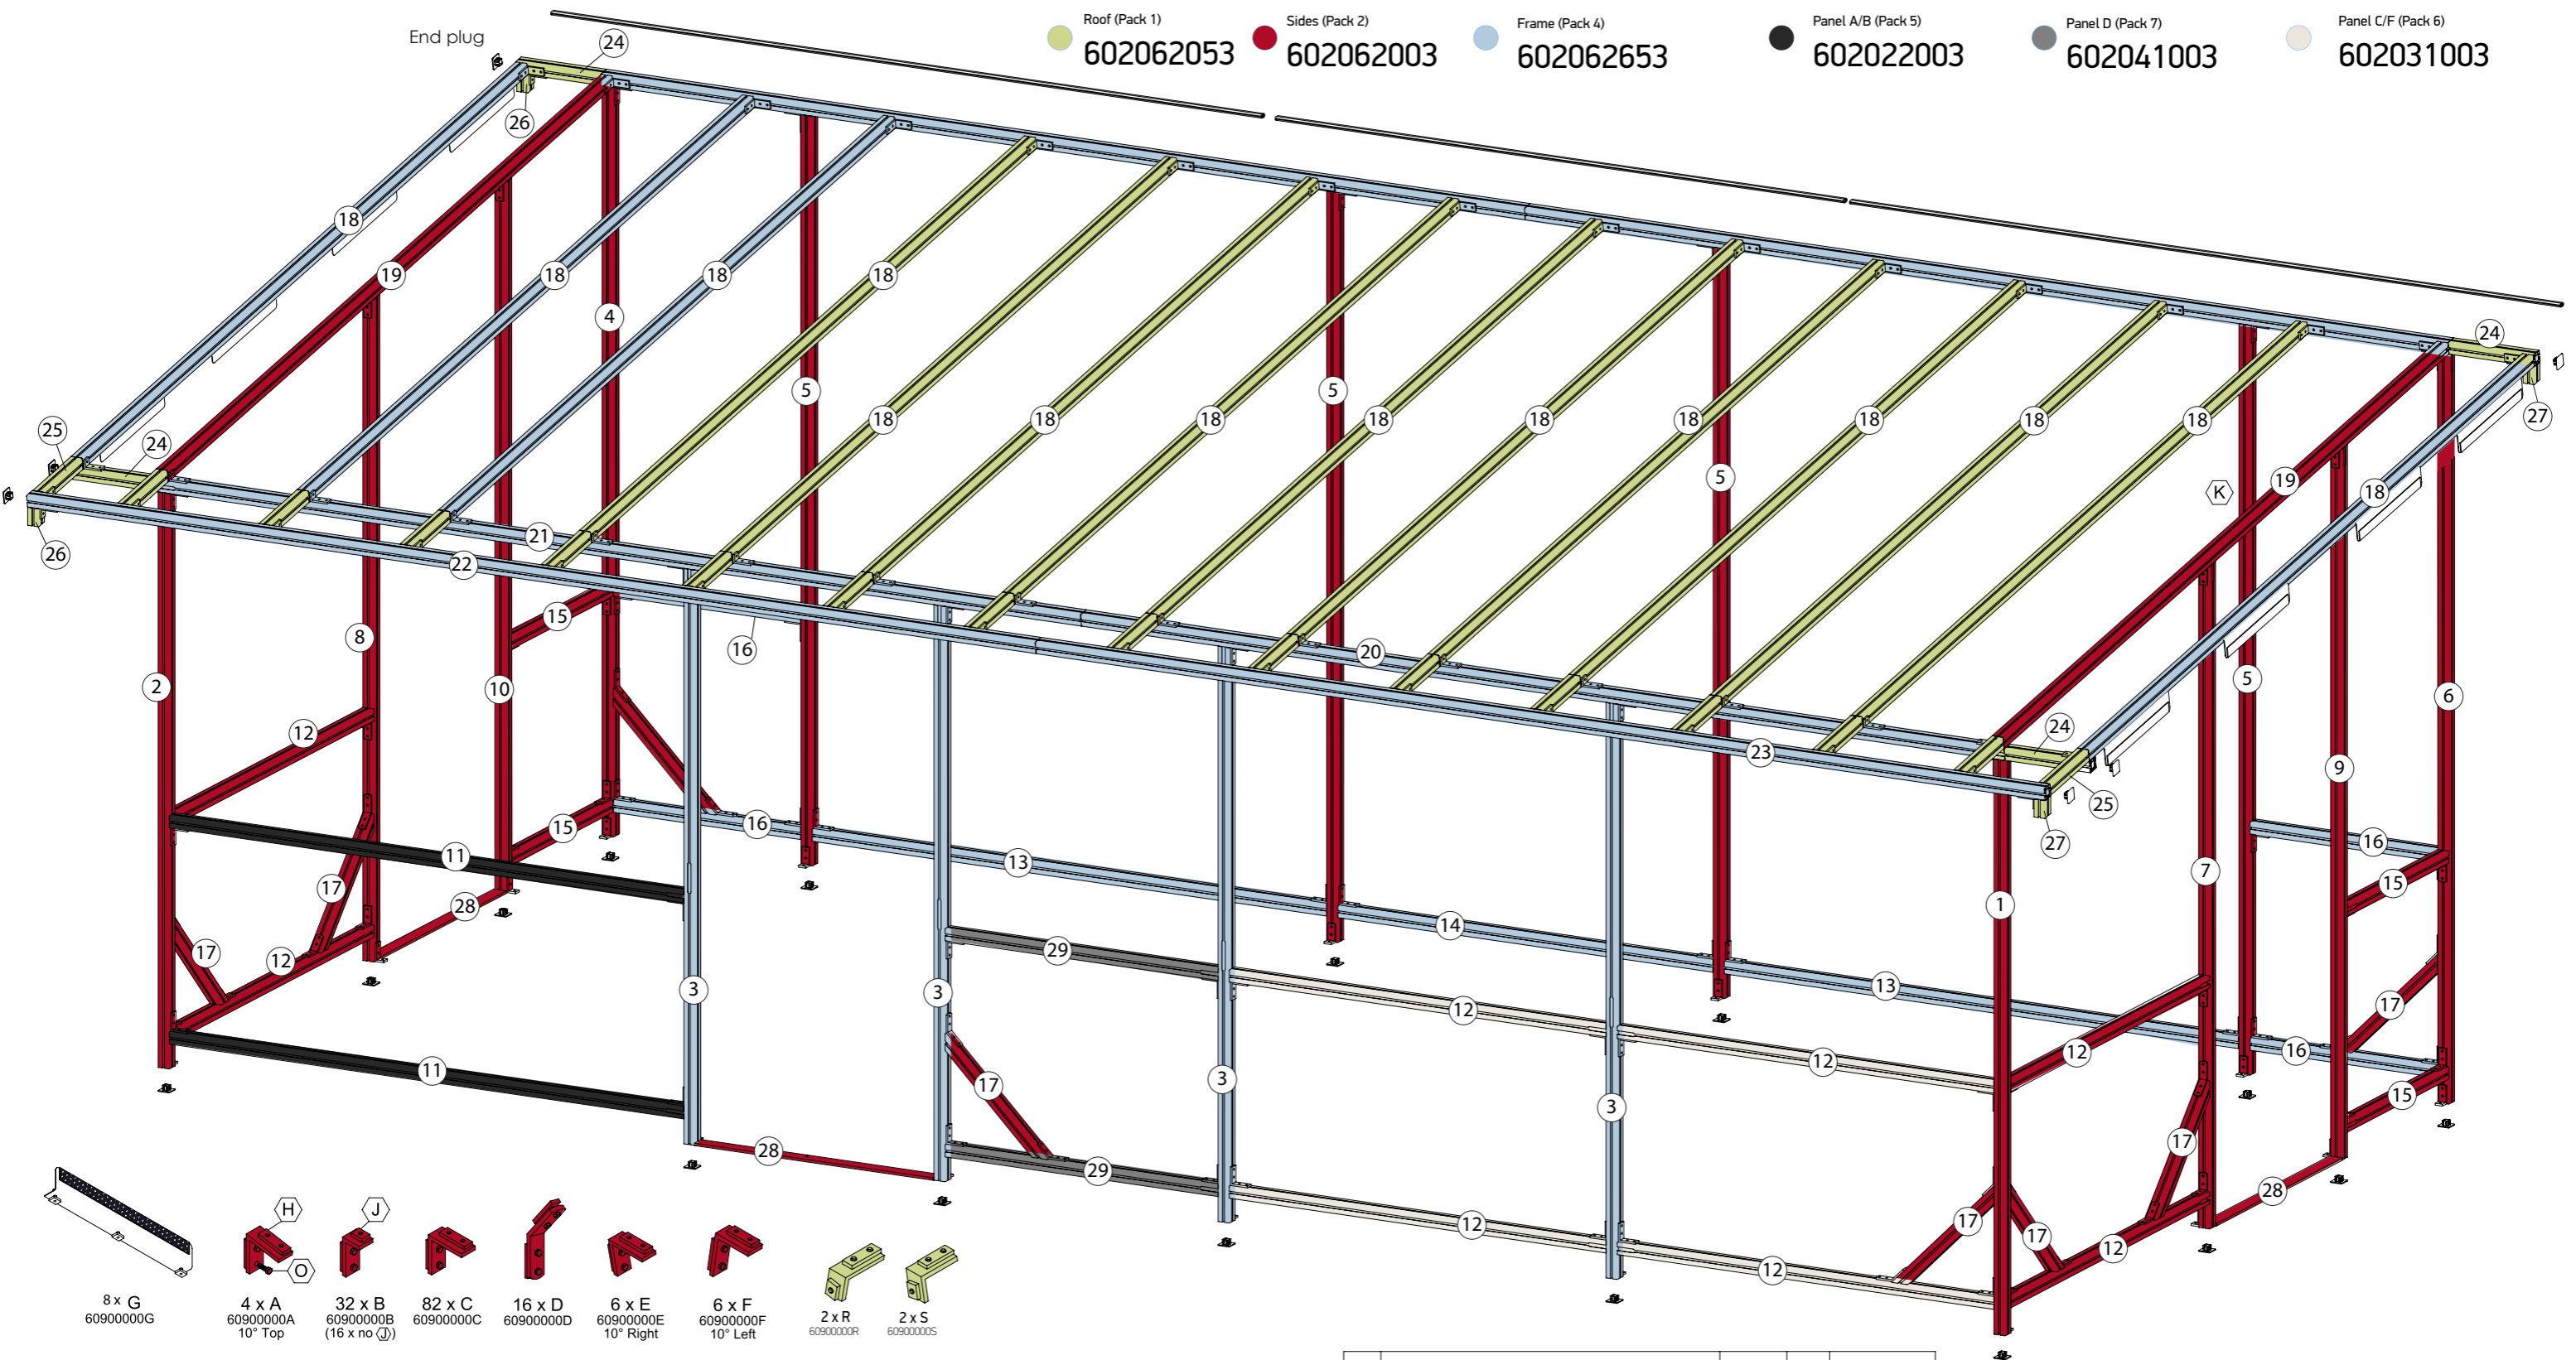 End plug
Roof (Pack 1)
602062053
Sides (Pack 2)
602062003
Frame (Pack 4)
602062653
Panel A/B (Pack 5)
602022003
Panel D (Pack 7)
602041003
Panel C/F (Pack 6)
602031003
24
26
18
19
18
18
18
4
5
5
5
24
27
25
24
18
18
18
18
18
18
18
18
18
K
19
18
26
21
22
15
16
20
2
8
10
12
5
6
23
24
25
27
9
16
15
11
17
28
15
16
13
14
13
1
7
17
12
3
3
29
12
12
12
17
16
15
11
28
17
29
3
3
17
28
12
12
17
17
12
8 x G
60900000G
H
O
4 x A
60900000A
10° Top
J
32 x B
60900000B
(16 x no J)
82 x C
60900000C
16 x D
60900000D
6 x E
60900000E
10° Right
6 x F
60900000F
10° Left
2 x R
60900000R
2 x S
60900000S